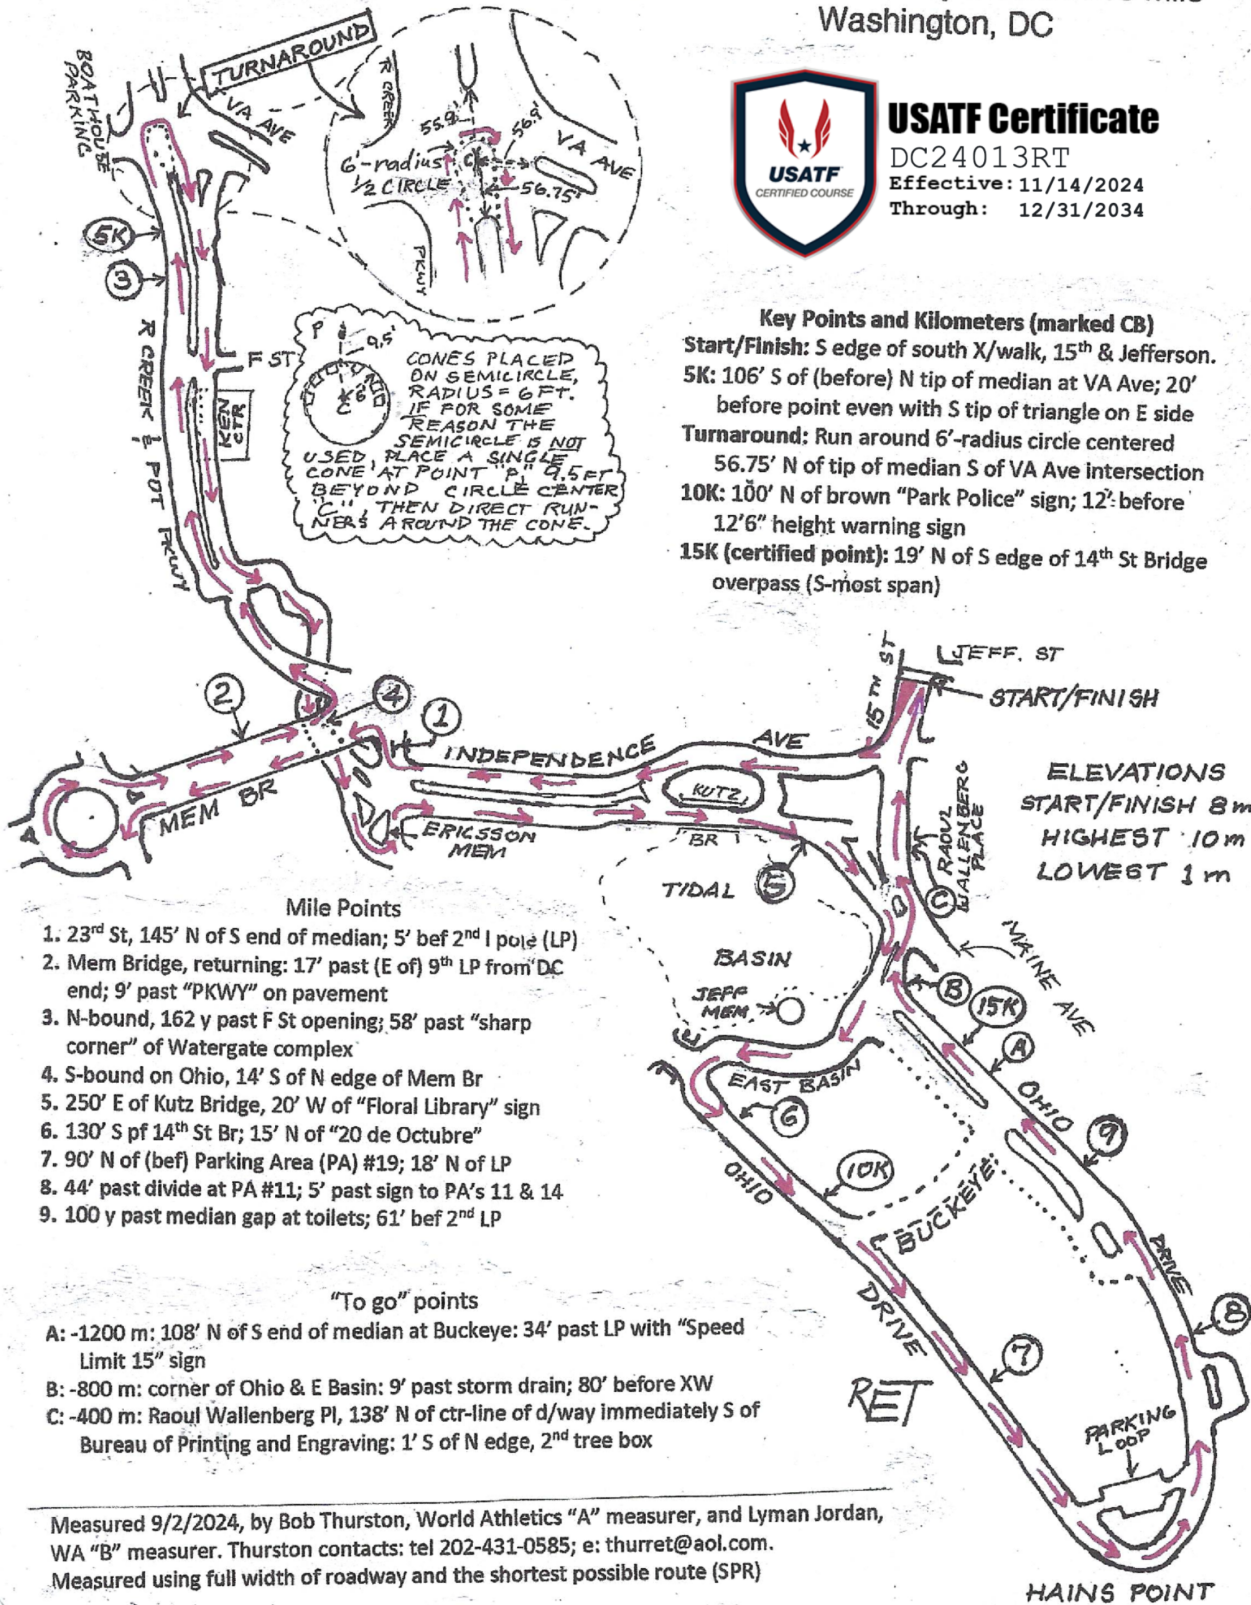 Washington, DC
TURNAROUND
BOATHOUSE
PARKING
VA AVE
R CREEK
55.9'
56.9'
VA AVE
6'-radius
1/2 CIRCLE
C
56.75'
PKWY
USATF
CERTIFIED COURSE
USATF Certificate
DC24013RT
Effective: 11/14/2024
Through: 12/31/2034
5K
3
R CREEK & POT PKWY
F ST
KEN
CTR
P
9.5'
6'
C
CONES PLACED
ON SEMICIRCLE,
RADIUS = 6 FT.
IF FOR SOME
REASON THE
SEMICIRCLE IS NOT
USED, PLACE A SINGLE
CONE AT POINT "P," 9.5 FT
BEYOND CIRCLE CENTER
"C", THEN DIRECT RUN-
NERS AROUND THE CONE.
Key Points and Kilometers (marked CB)
Start/Finish: S edge of south X/walk, 15th & Jefferson.
5K: 106' S of (before) N tip of median at VA Ave; 20'
before point even with S tip of triangle on E side
Turnaround: Run around 6'-radius circle centered
56.75' N of tip of median S of VA Ave intersection
10K: 100' N of brown "Park Police" sign; 12' before
12'6" height warning sign
15K (certified point): 19' N of S edge of 14th St Bridge
overpass (S-most span)
15TH ST
JEFF. ST
START/FINISH
2
4
1
INDEPENDENCE AVE
KUTZ
BR
MEM BR
ERICSSON
MEM
RAOUL
WALLENBERG
PLACE
ELEVATIONS
START/FINISH 8m
HIGHEST 10m
LOWEST 1m
TIDAL
BASIN
5
C
JEFF
MEM
MAINE AVE
B
15K
A
Mile Points
1. 23rd St, 145' N of S end of median; 5' bef 2nd l pole (LP)
2. Mem Bridge, returning: 17' past (E of) 9th LP from DC
end; 9' past "PKWY" on pavement
3. N-bound, 162 y past F St opening; 58' past "sharp
corner" of Watergate complex
4. S-bound on Ohio, 14' S of N edge of Mem Br
5. 250' E of Kutz Bridge, 20' W of "Floral Library" sign
6. 130' S pf 14th St Br; 15' N of "20 de Octubre"
7. 90' N of (bef) Parking Area (PA) #19; 18' N of LP
8. 44' past divide at PA #11; 5' past sign to PA's 11 & 14
9. 100 y past median gap at toilets; 61' bef 2nd LP
EAST BASIN
6
OHIO
10K
OHIO
9
BUCKEYE
DRIVE
DRIVE
8
7
RET
PARKING
LOOP
HAINS POINT
"To go" points
A: -1200 m: 108' N of S end of median at Buckeye: 34' past LP with "Speed
Limit 15" sign
B: -800 m: corner of Ohio & E Basin: 9' past storm drain; 80' before XW
C: -400 m: Raoul Wallenberg Pl, 138' N of ctr-line of d/way immediately S of
Bureau of Printing and Engraving: 1' S of N edge, 2nd tree box
Measured 9/2/2024, by Bob Thurston, World Athletics "A" measurer, and Lyman Jordan,
WA "B" measurer. Thurston contacts: tel 202-431-0585; e: thurret@aol.com.
Measured using full width of roadway and the shortest possible route (SPR)